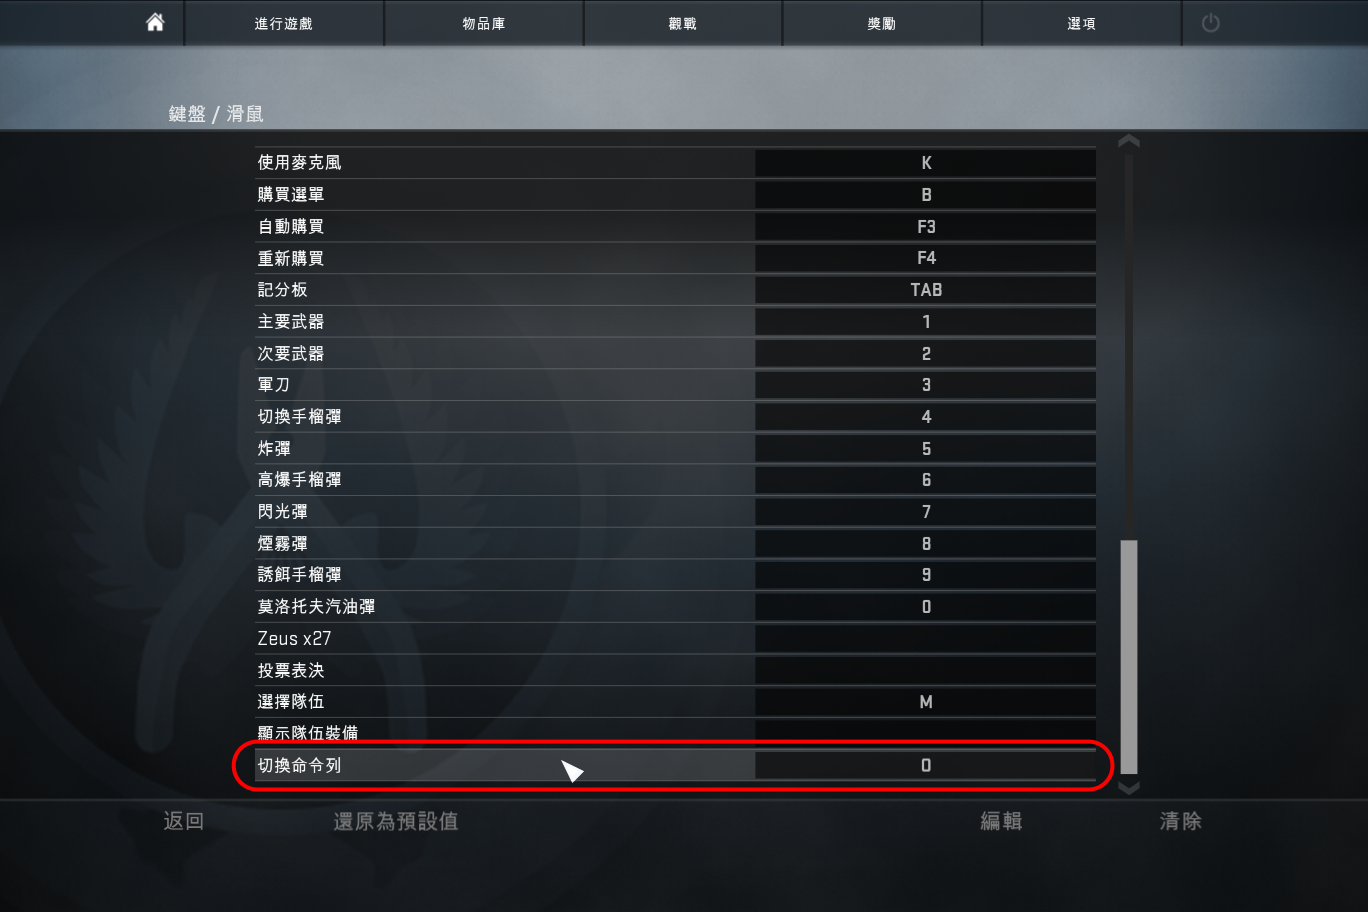 進行遊戲 物品庫 觀戰 獎勵 選項
鍵盤 / 滑鼠
使用麥克風 K
購買選單 B
自動購買 F3
重新購買 F4
記分板 TAB
主要武器 1
次要武器 2
軍刀 3
切換手榴彈 4
炸彈 5
高爆手榴彈 6
閃光彈 7
煙霧彈 8
誘餌手榴彈 9
莫洛托夫汽油彈 0
Zeus x27
投票表決
選擇隊伍 M
顯示隊伍裝備
切換命令列 O
返回 還原為預設值 編輯 清除